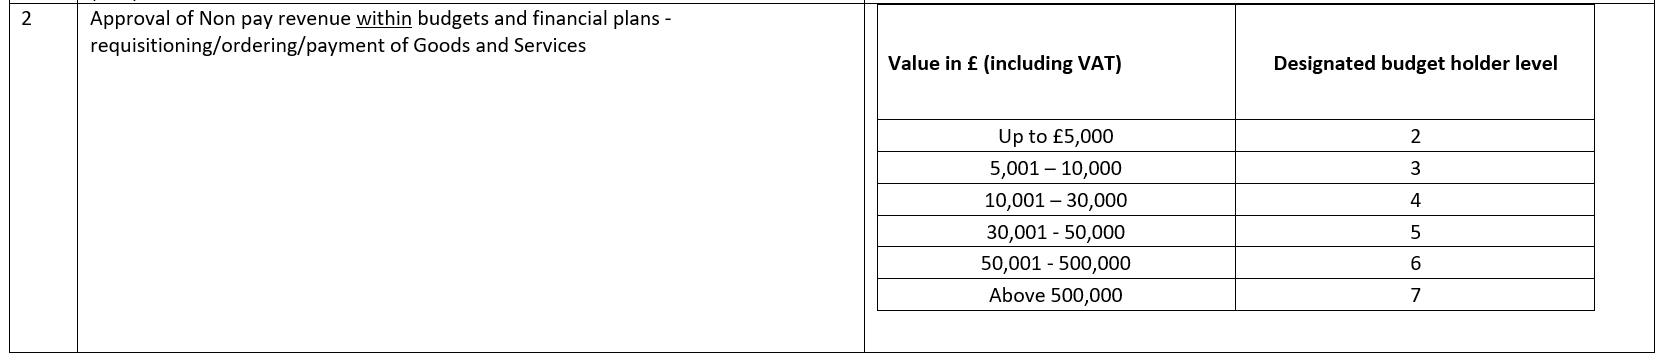 2
Approval of Non pay revenue within budgets and financial plans -
requisitioning/ordering/payment of Goods and Services
Value in £ (including VAT) Designated budget holder level
Up to £5,000 2
5,001 – 10,000 3
10,001 – 30,000 4
30,001 - 50,000 5
50,001 - 500,000 6
Above 500,000 7